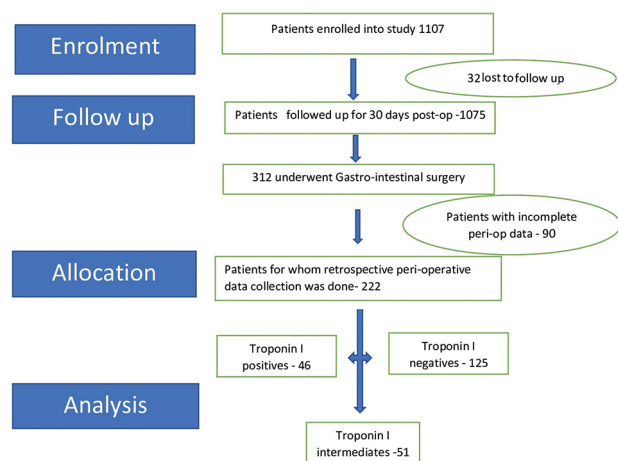 Enrolment
Patients enrolled into study 1107
32 lost to follow up
Follow up
Patients followed up for 30 days post-op -1075
312 underwent Gastro-intestinal surgery
Patients with incomplete
peri-op data - 90
Allocation
Patients for whom retrospective peri-operative
data collection was done- 222
Troponin I
positives - 46
Troponin I
negatives - 125
Analysis
Troponin I
intermediates -51